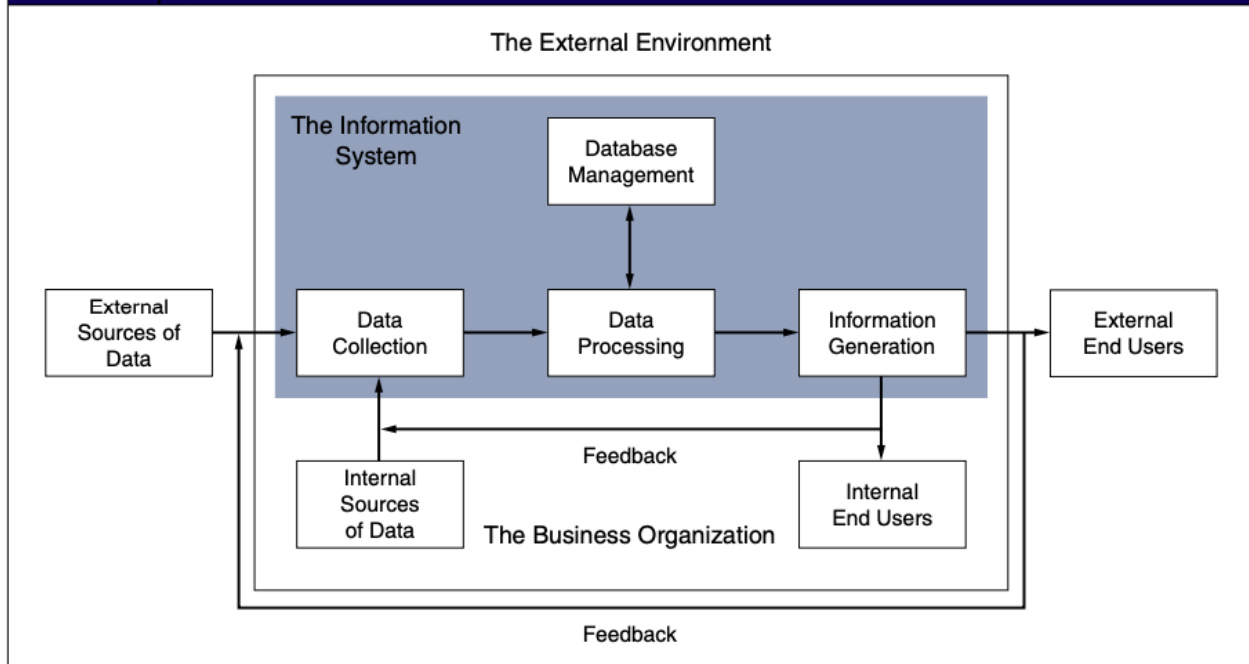 The External Environment
The Information
System
Database
Management
External
Sources of
Data
Data
Collection
Data
Processing
Information
Generation
External
End Users
Feedback
Internal
Sources
of Data
Internal
End Users
The Business Organization
Feedback